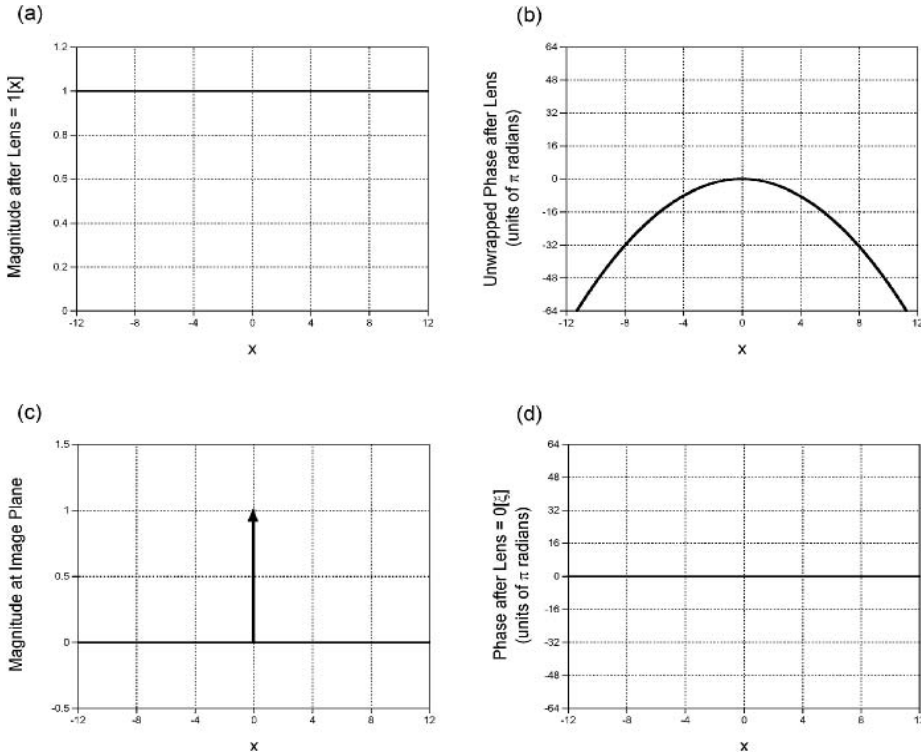 (a)
Magnitude after Lens = 1[x]
1.2
1
0.8
0.6
0.4
0.2
0
-12 -8 -4 0 4 8 12
x
(b)
Unwrapped Phase after Lens
(units of π radians)
64
48
32
16
0
-16
-32
-48
-64
-12 -8 -4 0 4 8 12
x
(c)
Magnitude at Image Plane
1.5
1
0.5
0
-0.5
-12 -8 -4 0 4 8 12
x
(d)
Phase after Lens = 0[ξ]
(units of π radians)
64
48
32
16
0
-16
-32
-48
-64
-12 -8 -4 0 4 8 12
x